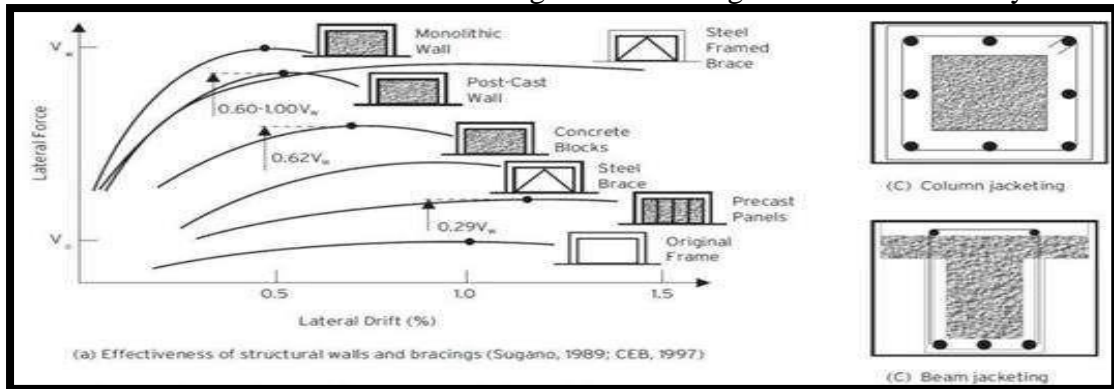 Monolithic
Wall
Steel
Framed
Brace
Post-Cast
Wall
0.60-1.00Vw
Concrete
Blocks
0.62Vw
Steel
Brace
Precast
Panels
0.29Vw
Original
Frame
Lateral Force
0.5
1.0
1.5
Lateral Drift (%)
(a) Effectiveness of structural walls and bracings (Sugano, 1989; CEB, 1997)
(C) Column jacketing
(C) Beam jacketing